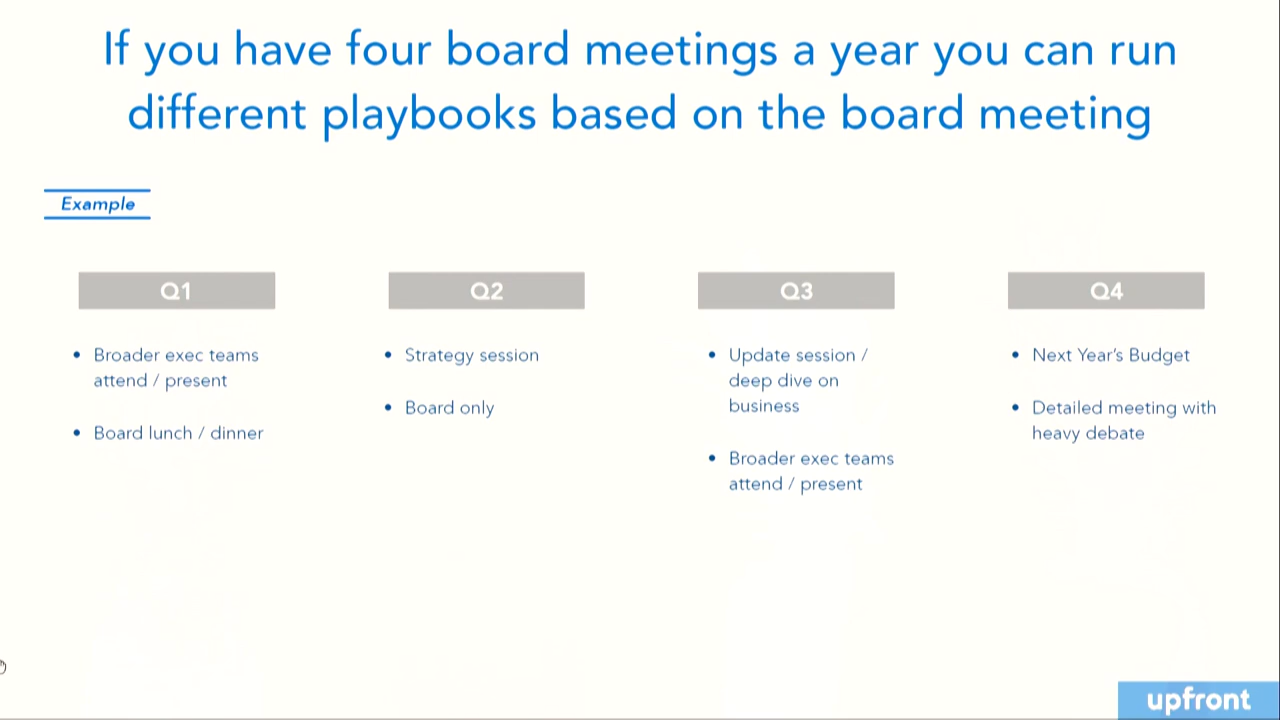 If you have four board meetings a year you can run
different playbooks based on the board meeting
Example
Q1
• Broader exec teams
attend / present
• Board lunch / dinner
Q2
• Strategy session
• Board only
Q3
• Update session /
deep dive on
business
• Broader exec teams
attend / present
Q4
• Next Year's Budget
• Detailed meeting with
heavy debate
upfront